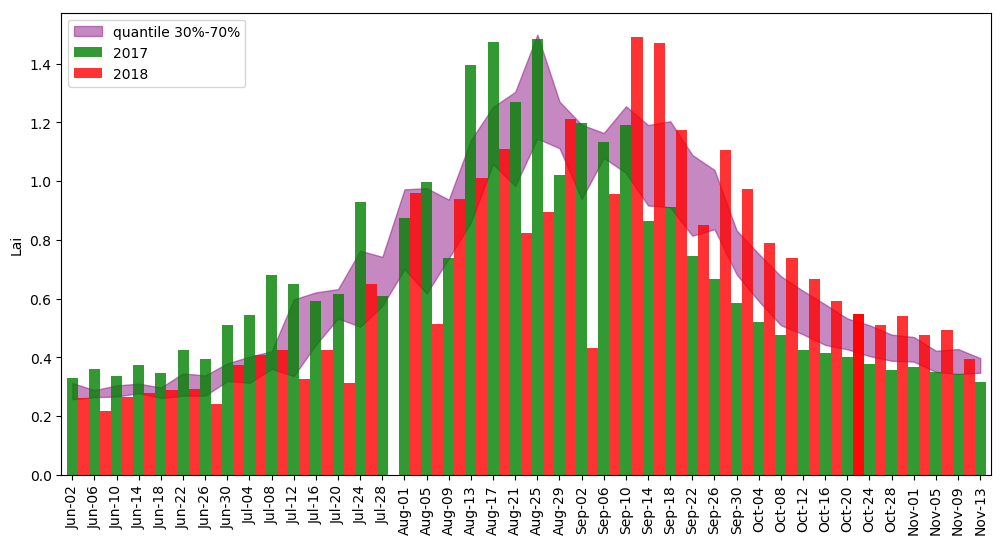 quantile 30%-70%
2017
2018
Lai
1.4
1.2
1.0
0.8
0.6
0.4
0.2
0.0
Jun-02
Jun-06
Jun-10
Jun-14
Jun-18
Jun-22
Jun-26
Jun-30
Jul-04
Jul-08
Jul-12
Jul-16
Jul-20
Jul-24
Jul-28
Aug-01
Aug-05
Aug-09
Aug-13
Aug-17
Aug-21
Aug-25
Aug-29
Sep-02
Sep-06
Sep-10
Sep-14
Sep-18
Sep-22
Sep-26
Sep-30
Oct-04
Oct-08
Oct-12
Oct-16
Oct-20
Oct-24
Oct-28
Nov-01
Nov-05
Nov-09
Nov-13